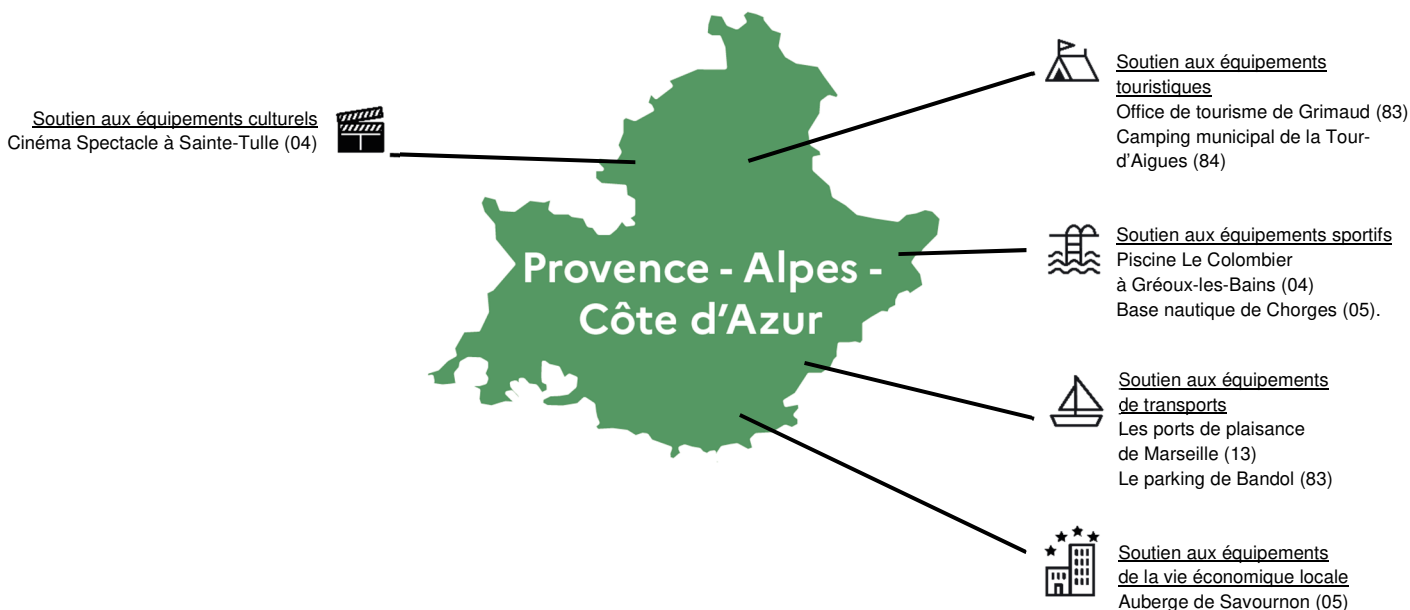 Soutien aux équipements culturels
Cinéma Spectacle à Sainte-Tulle (04)
Provence - Alpes -
Côte d'Azur
Soutien aux équipements
touristiques
Office de tourisme de Grimaud (83)
Camping municipal de la Tour-
d'Aigues (84)
Soutien aux équipements sportifs
Piscine Le Colombier
à Gréoux-les-Bains (04)
Base nautique de Chorges (05).
Soutien aux équipements
de transports
Les ports de plaisance
de Marseille (13)
Le parking de Bandol (83)
Soutien aux équipements
de la vie économique locale
Auberge de Savournon (05)